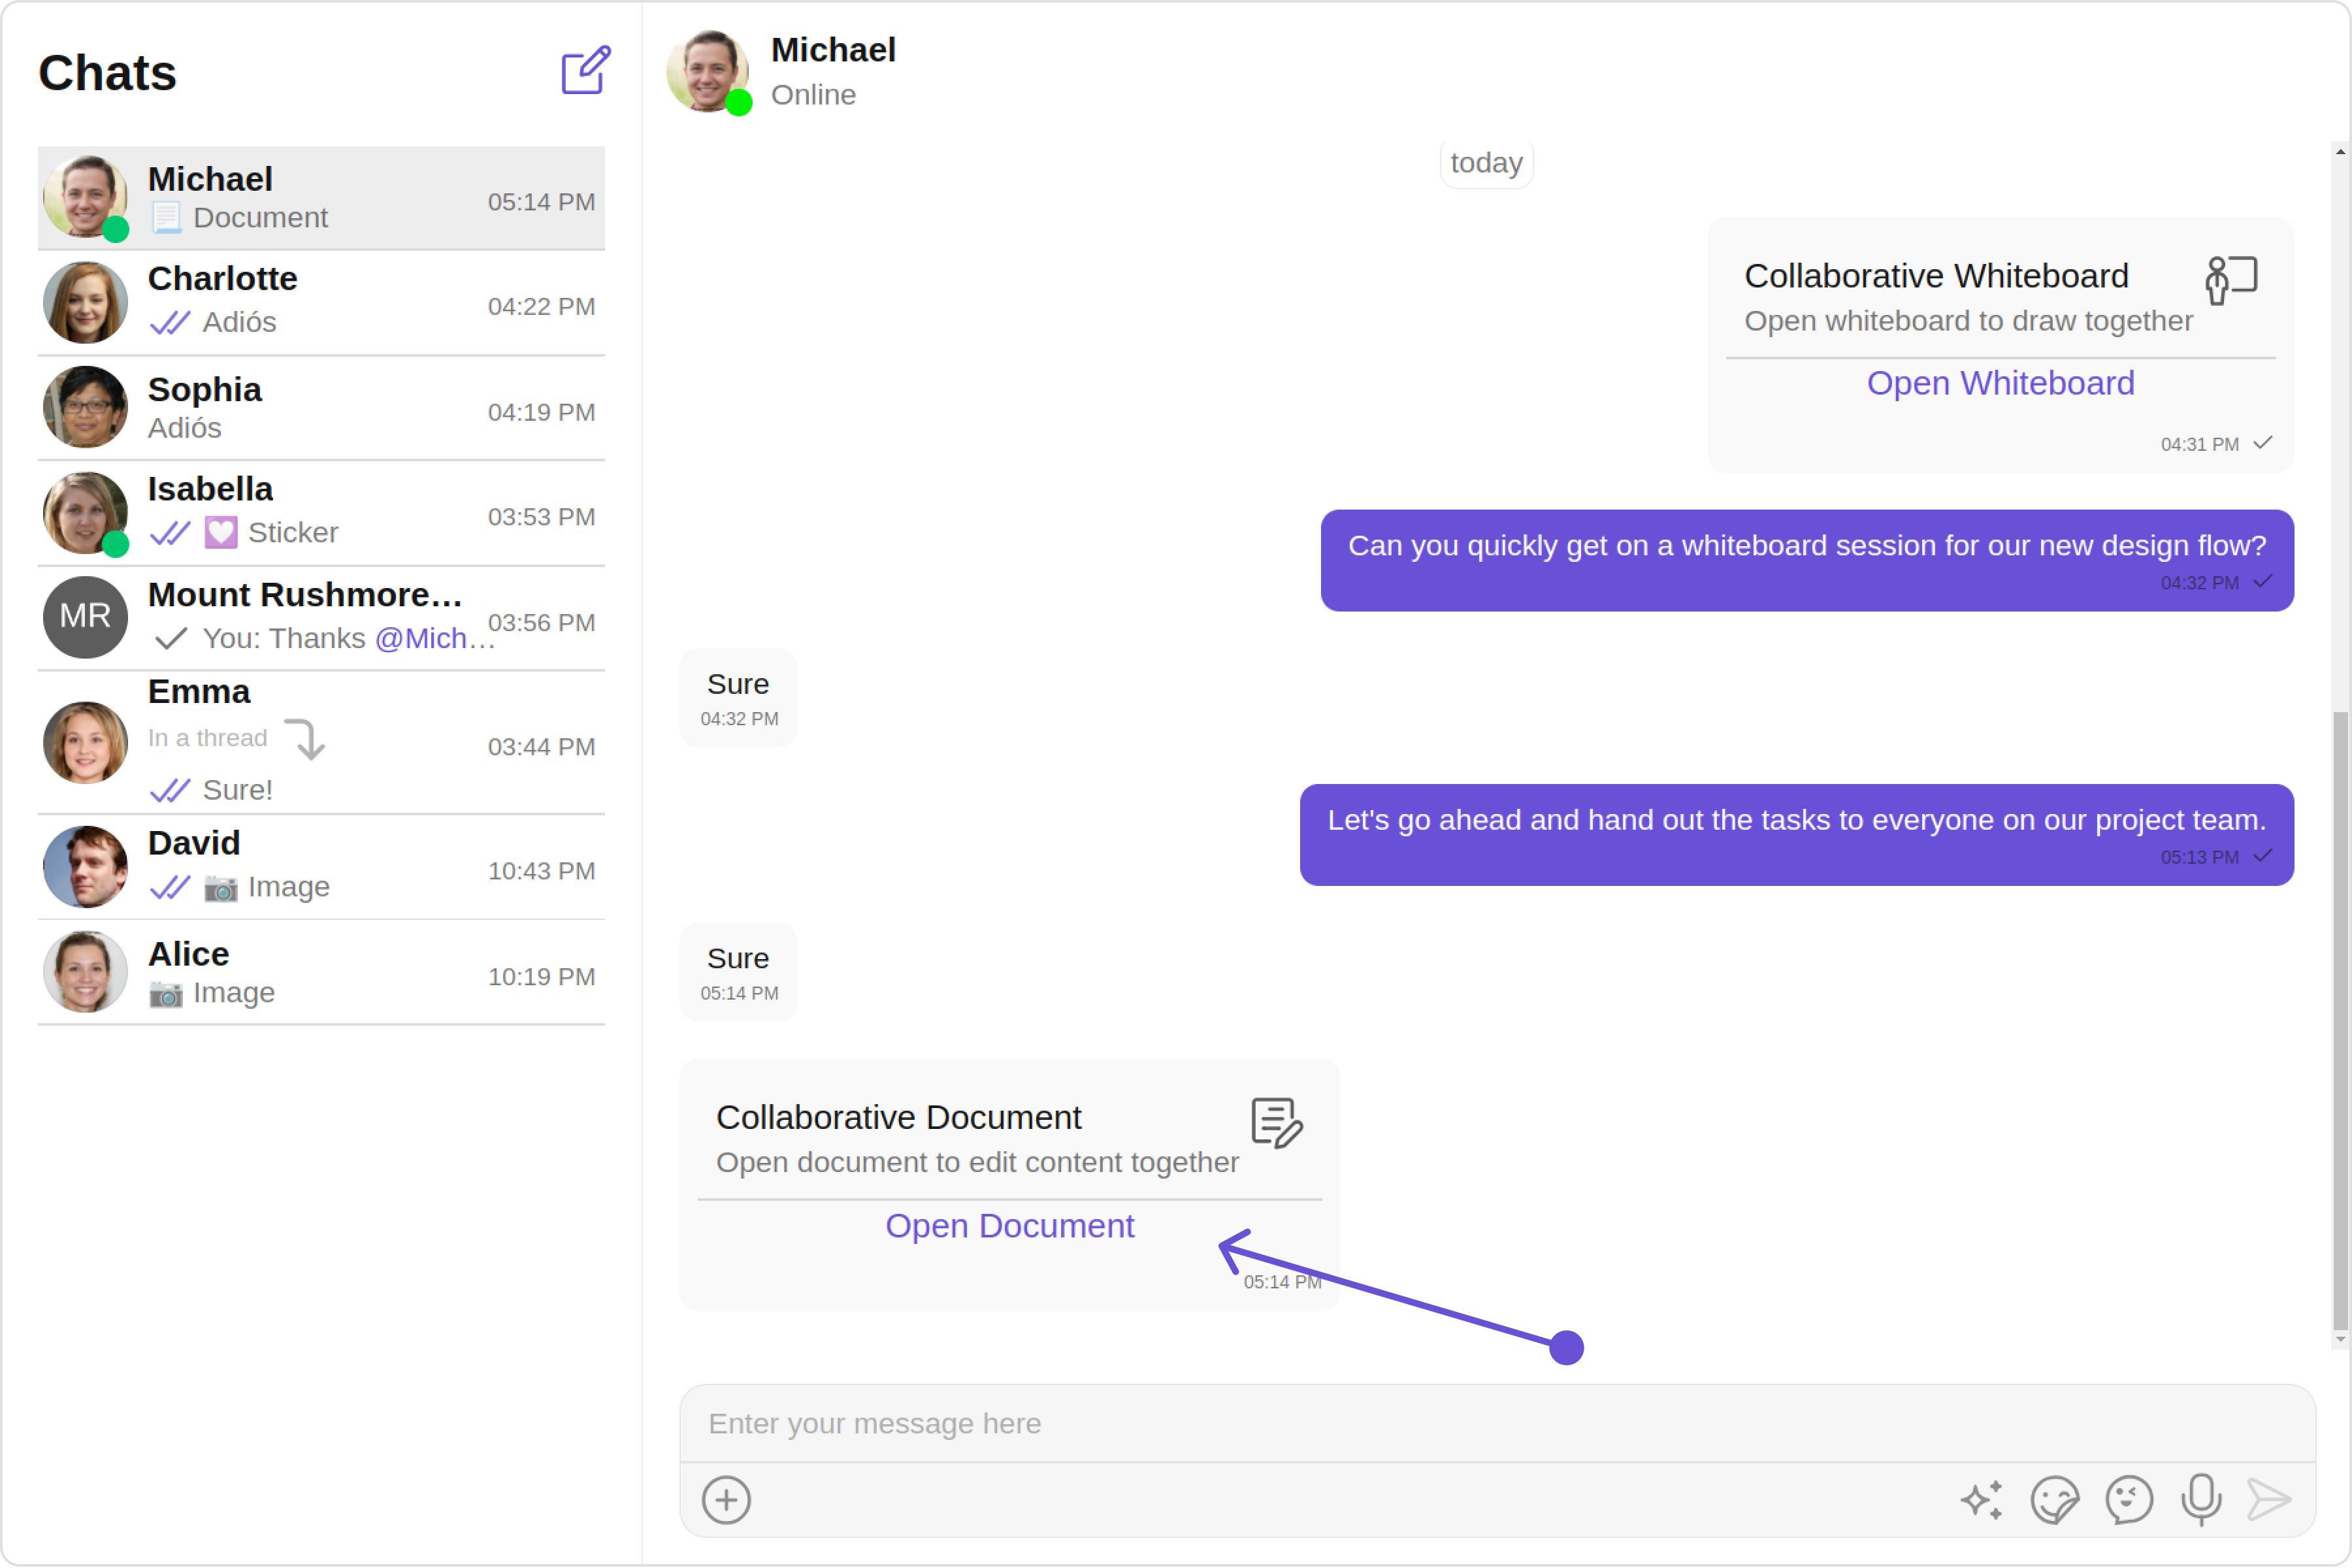 Chats
Michael
Document
05:14 PM
Charlotte
Adiós
04:22 PM
Sophia
Adiós
04:19 PM
Isabella
Sticker
03:53 PM
MR
Mount Rushmore…
You: Thanks @Mich…
03:56 PM
Emma
In a thread
Sure!
03:44 PM
David
Image
10:43 PM
Alice
Image
10:19 PM
Michael
Online
today
Collaborative Whiteboard
Open whiteboard to draw together
Open Whiteboard
04:31 PM
Can you quickly get on a whiteboard session for our new design flow?
04:32 PM
Sure
04:32 PM
Let's go ahead and hand out the tasks to everyone on our project team.
05:13 PM
Sure
05:14 PM
Collaborative Document
Open document to edit content together
Open Document
05:14 PM
Enter your message here